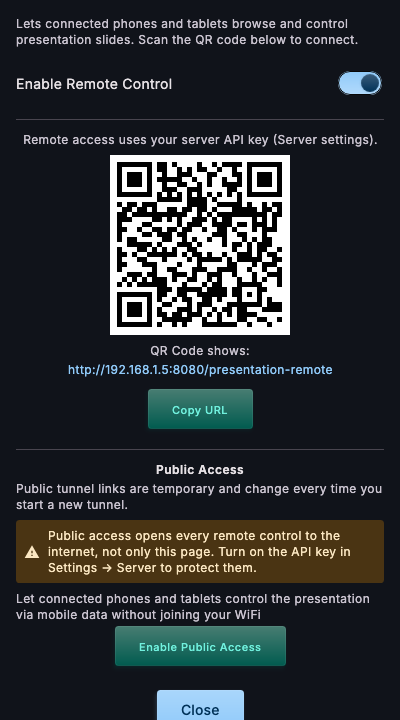 Lets connected phones and tablets browse and control
presentation slides. Scan the QR code below to connect.
Enable Remote Control
Remote access uses your server API key (Server settings).
QR Code shows:
http://192.168.1.5:8080/presentation-remote
Copy URL
Public Access
Public tunnel links are temporary and change every time you
start a new tunnel.
Public access opens every remote control to the
internet, not only this page. Turn on the API key in
Settings → Server to protect them.
Let connected phones and tablets control the presentation
via mobile data without joining your WiFi
Enable Public Access
Close